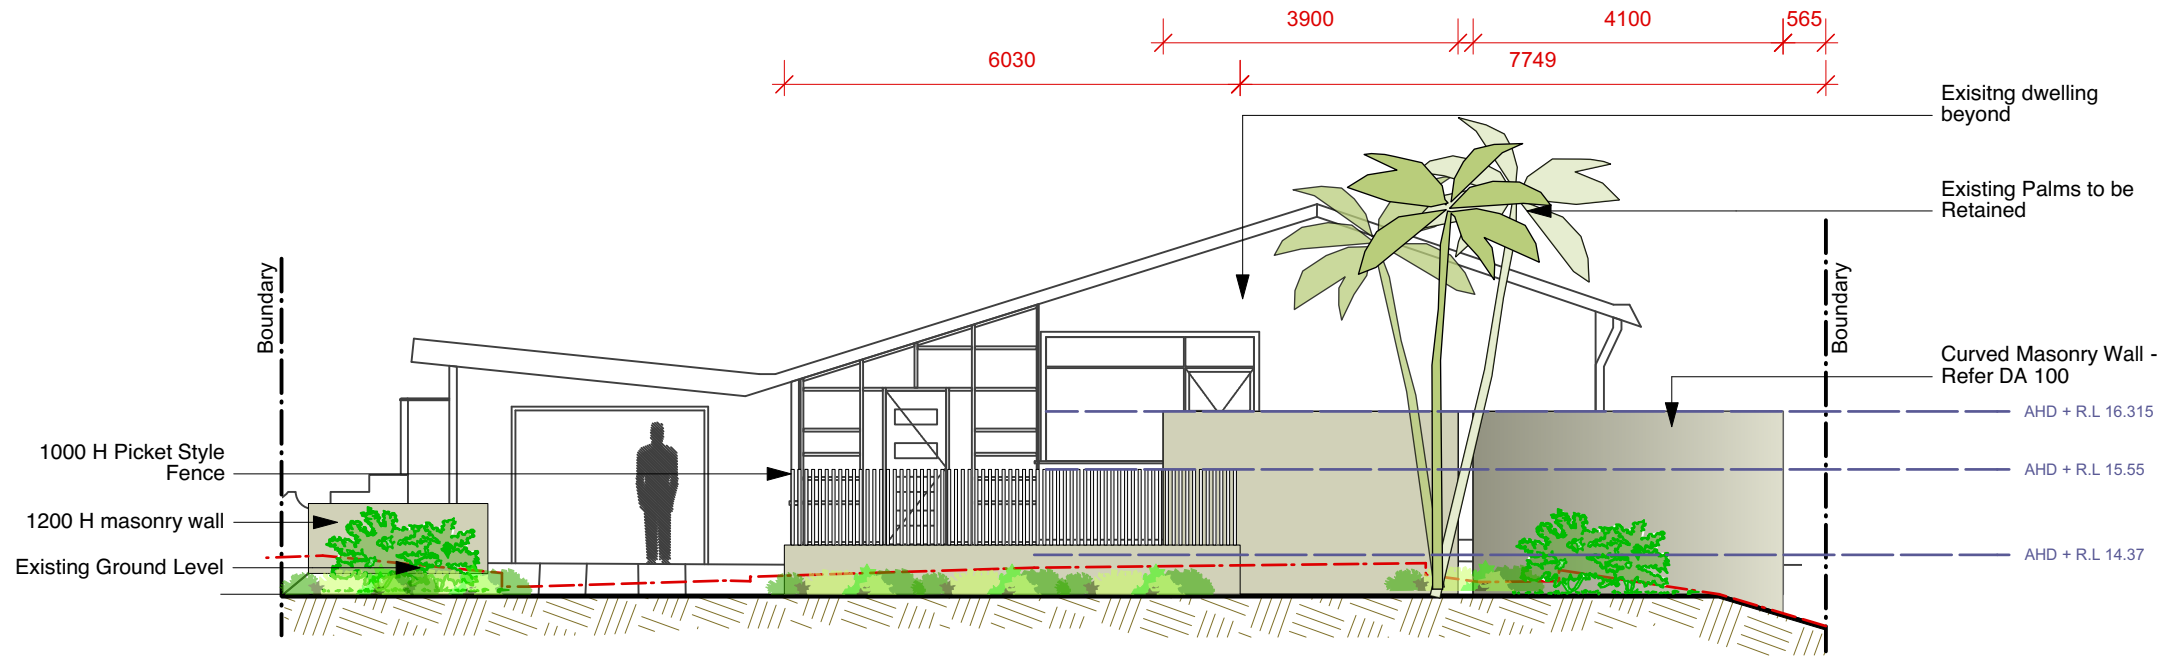 3900
4100
565
6030
7749
Exisitng dwelling
beyond
Existing Palms to be
Retained
Boundary
Boundary
Curved Masonry Wall -
Refer DA 100
AHD + R.L 16.315
1000 H Picket Style
Fence
AHD + R.L 15.55
1200 H masonry wall
Existing Ground Level
AHD + R.L 14.37